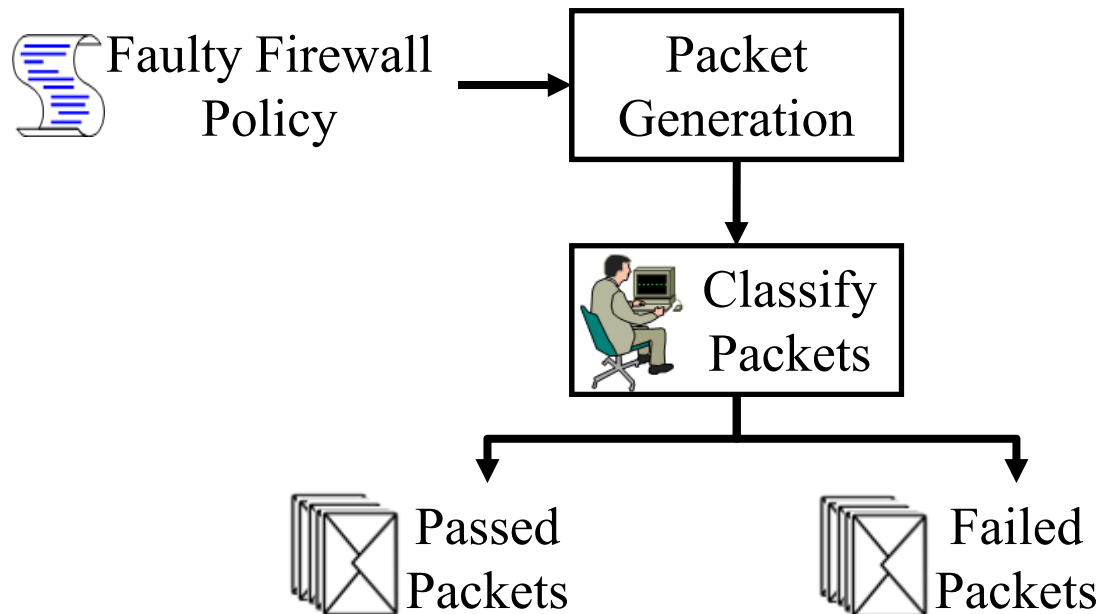 Faulty Firewall
Policy
Packet
Generation
Classify
Packets
Passed
Packets
Failed
Packets